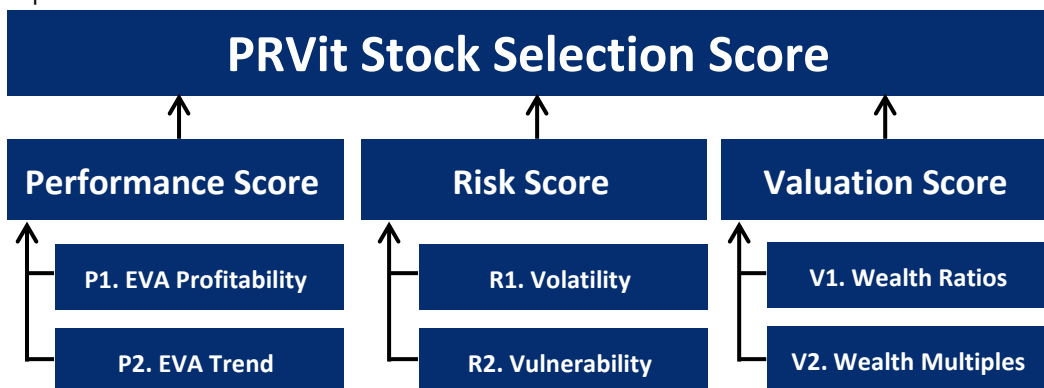 PRVit Stock Selection Score
Performance Score
Risk Score
Valuation Score
P1. EVA Profitability
R1. Volatility
V1. Wealth Ratios
P2. EVA Trend
R2. Vulnerability
V2. Wealth Multiples